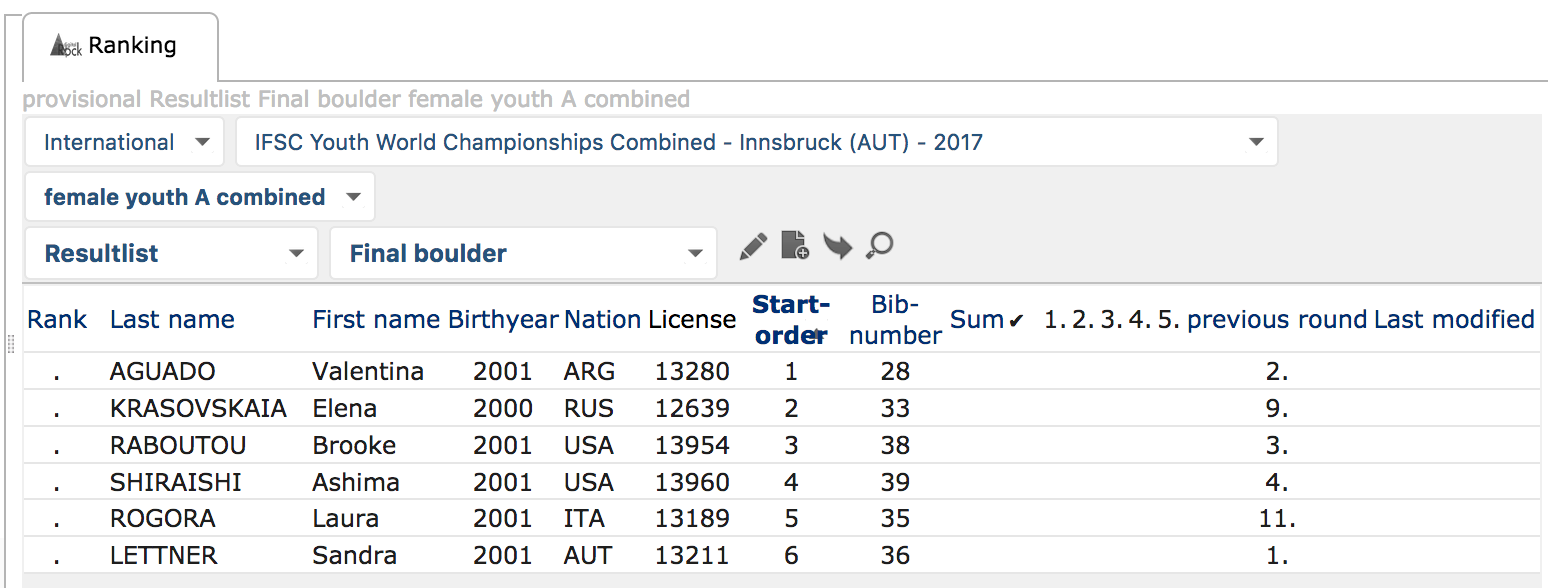 Ranking
provisional Resultlist Final boulder female youth A combined
International IFSC Youth World Championships Combined - Innsbruck (AUT) - 2017
female youth A combined
Resultlist Final boulder
Rank Last name First name Birthyear Nation License Start-order Bib-number Sum ✔ 1. 2. 3. 4. 5. previous round Last modified
. AGUADO Valentina 2001 ARG 13280 1 28 2.
. KRASOVSKAIA Elena 2000 RUS 12639 2 33 9.
. RABOUTOU Brooke 2001 USA 13954 3 38 3.
. SHIRAISHI Ashima 2001 USA 13960 4 39 4.
. ROGORA Laura 2001 ITA 13189 5 35 11.
. LETTNER Sandra 2001 AUT 13211 6 36 1.